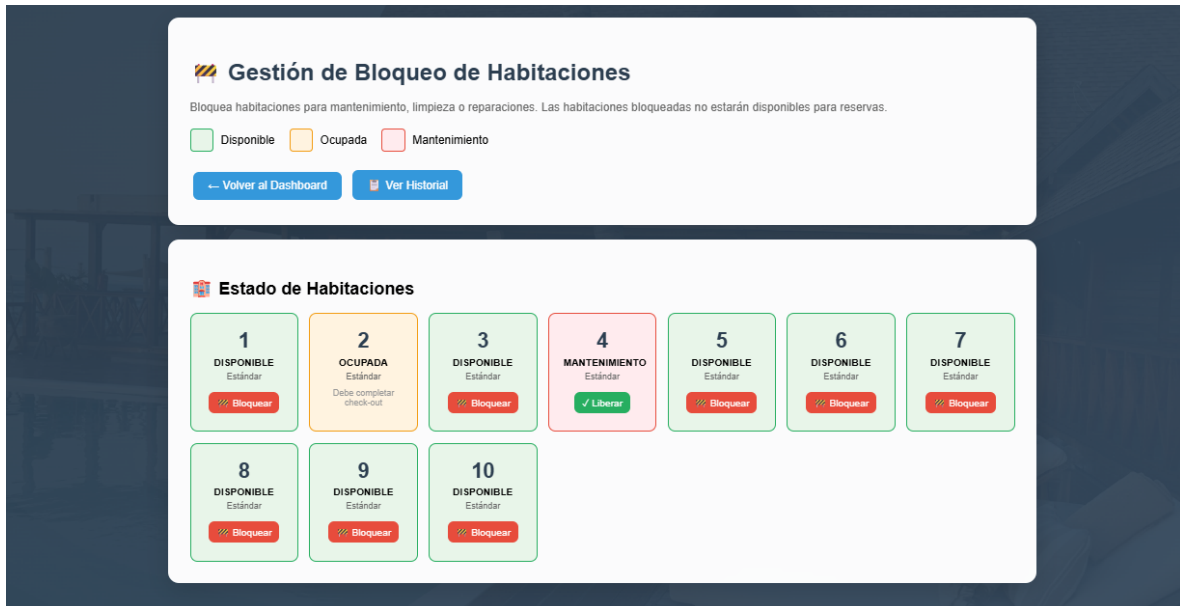 Gestión de Bloqueo de Habitaciones
Bloquea habitaciones para mantenimiento, limpieza o reparaciones. Las habitaciones bloqueadas no estarán disponibles para reservas.
Disponible Ocupada Mantenimiento
← Volver al Dashboard Ver Historial
Estado de Habitaciones
1
DISPONIBLE
Estándar
Bloquear
2
OCUPADA
Estándar
Debe completar
check-out
3
DISPONIBLE
Estándar
Bloquear
4
MANTENIMIENTO
Estándar
✓ Liberar
5
DISPONIBLE
Estándar
Bloquear
6
DISPONIBLE
Estándar
Bloquear
7
DISPONIBLE
Estándar
Bloquear
8
DISPONIBLE
Estándar
Bloquear
9
DISPONIBLE
Estándar
Bloquear
10
DISPONIBLE
Estándar
Bloquear